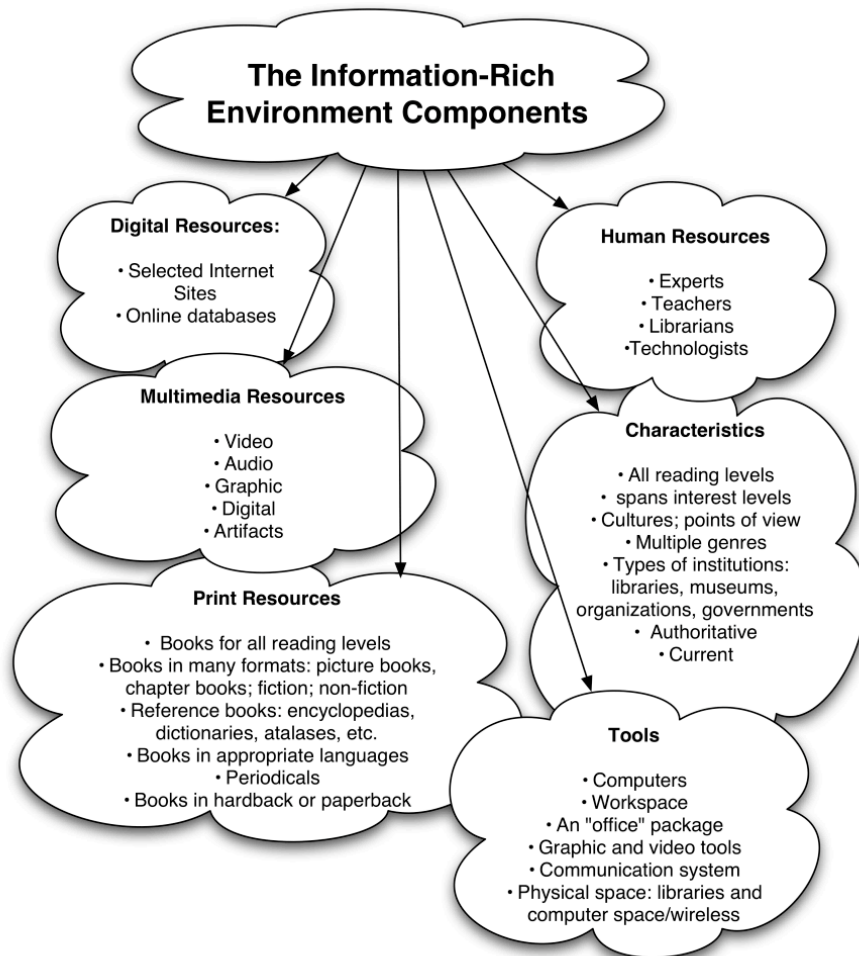 The Information-Rich
Environment Components
Digital Resources:
• Selected Internet
Sites
• Online databases
Multimedia Resources
• Video
• Audio
• Graphic
• Digital
• Artifacts
Print Resources
• Books for all reading levels
• Books in many formats: picture books,
chapter books; fiction; non-fiction
• Reference books: encyclopedias,
dictionaries, atalases, etc.
• Books in appropriate languages
• Periodicals
• Books in hardback or paperback
Human Resources
• Experts
• Teachers
• Librarians
•Technologists
Characteristics
• All reading levels
• spans interest levels
• Cultures; points of view
• Multiple genres
• Types of institutions:
libraries, museums,
organizations, governments
• Authoritative
• Current
Tools
• Computers
• Workspace
• An "office" package
• Graphic and video tools
• Communication system
• Physical space: libraries and
computer space/wireless